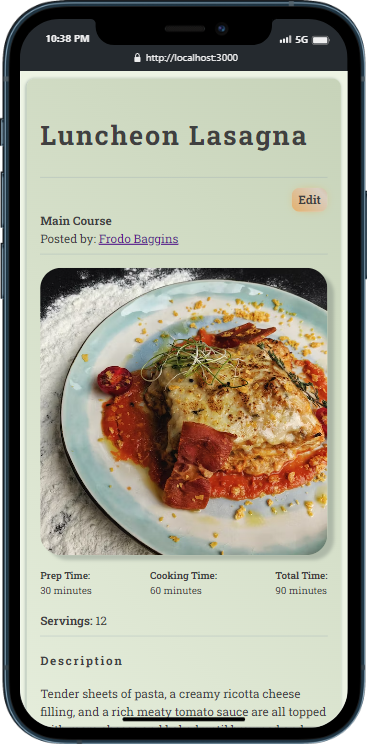 10:38 PM 5G
http://localhost:3000
Luncheon Lasagna
Edit
Main Course
Posted by: Frodo Baggins
Prep Time: Cooking Time: Total Time:
30 minutes 60 minutes 90 minutes
Servings: 12
Description
Tender sheets of pasta, a creamy ricotta cheese
filling, and a rich meaty tomato sauce are all topped